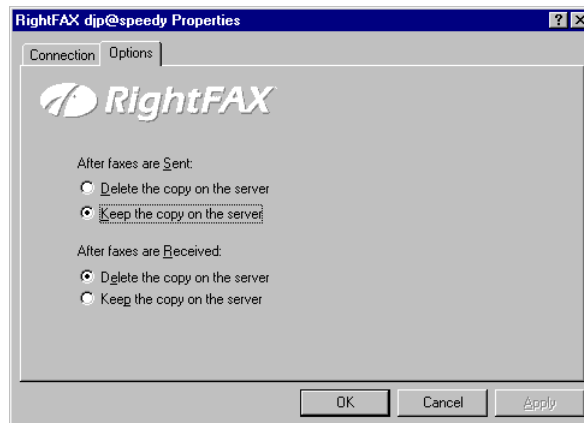 RightFAX djp@speedy Properties
Connection Options
RightFAX
After faxes are Sent:
Delete the copy on the server
Keep the copy on the server
After faxes are Received:
Delete the copy on the server
Keep the copy on the server
OK Cancel Apply